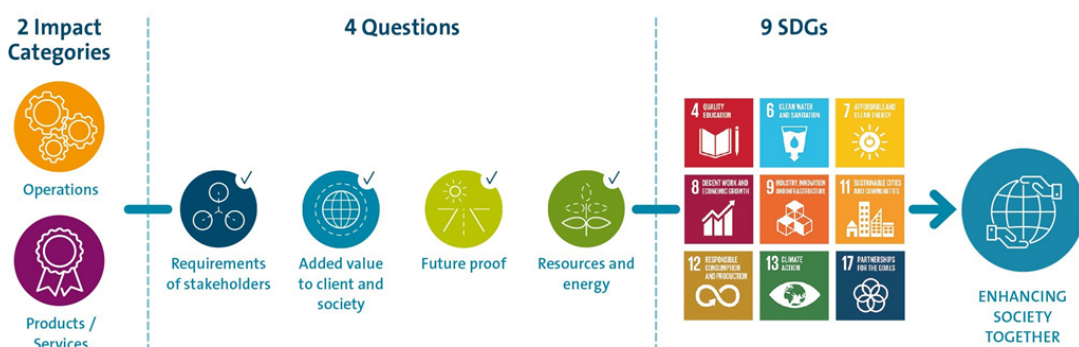 2 Impact
Categories
Operations
Products /
Services
4 Questions
Requirements
of stakeholders
Added value
to client and
society
Future proof
Resources and
energy
9 SDGs
4 QUALITY
EDUCATION
6 CLEAN WATER
AND SANITATION
7 AFFORDABLE AND
CLEAN ENERGY
8 DECENT WORK AND
ECONOMIC GROWTH
9 INDUSTRY, INNOVATION
AND INFRASTRUCTURE
11 SUSTAINABLE CITIES
AND COMMUNITIES
12 RESPONSIBLE
CONSUMPTION
AND PRODUCTION
13 CLIMATE
ACTION
17 PARTNERSHIPS
FOR THE GOALS
ENHANCING
SOCIETY
TOGETHER